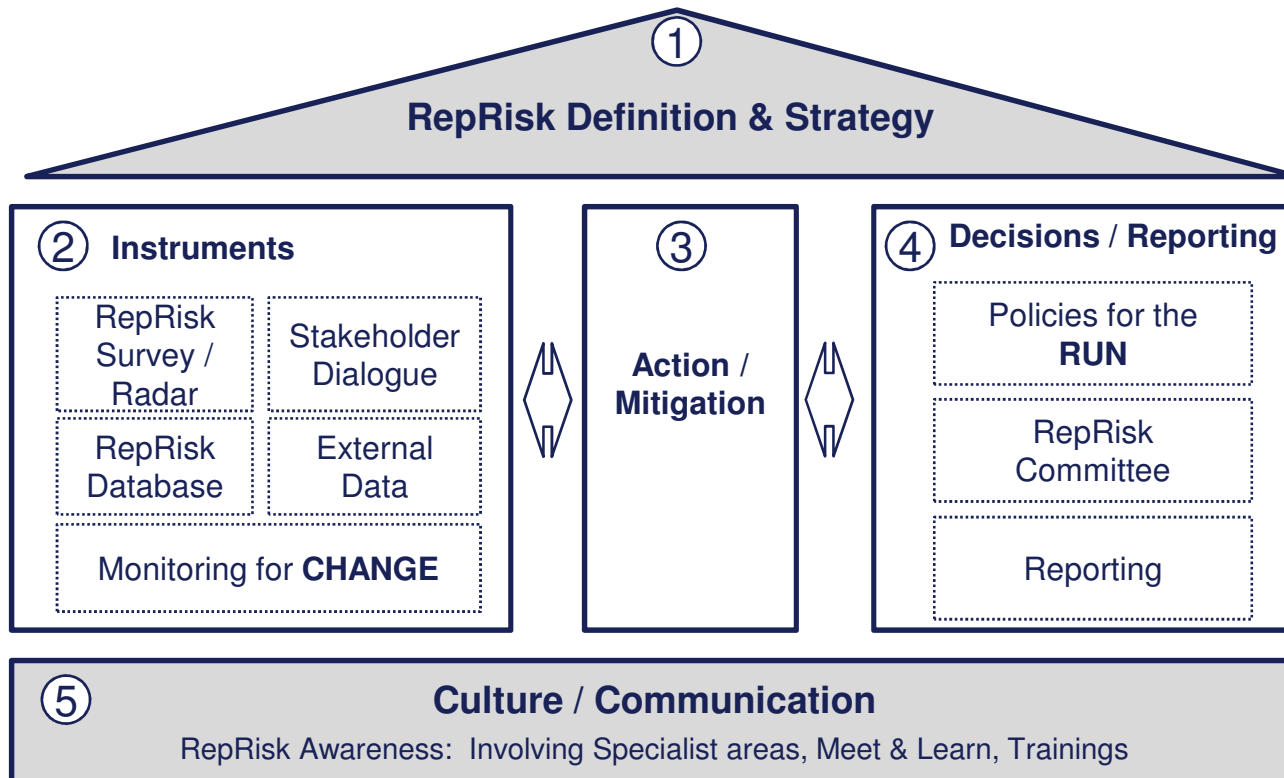 1
RepRisk Definition & Strategy
2 Instruments
RepRisk
Survey /
Radar
Stakeholder
Dialogue
RepRisk
Database
External
Data
Monitoring for CHANGE
3
Action /
Mitigation
4 Decisions / Reporting
Policies for the
RUN
RepRisk
Committee
Reporting
5 Culture / Communication
RepRisk Awareness: Involving Specialist areas, Meet & Learn, Trainings